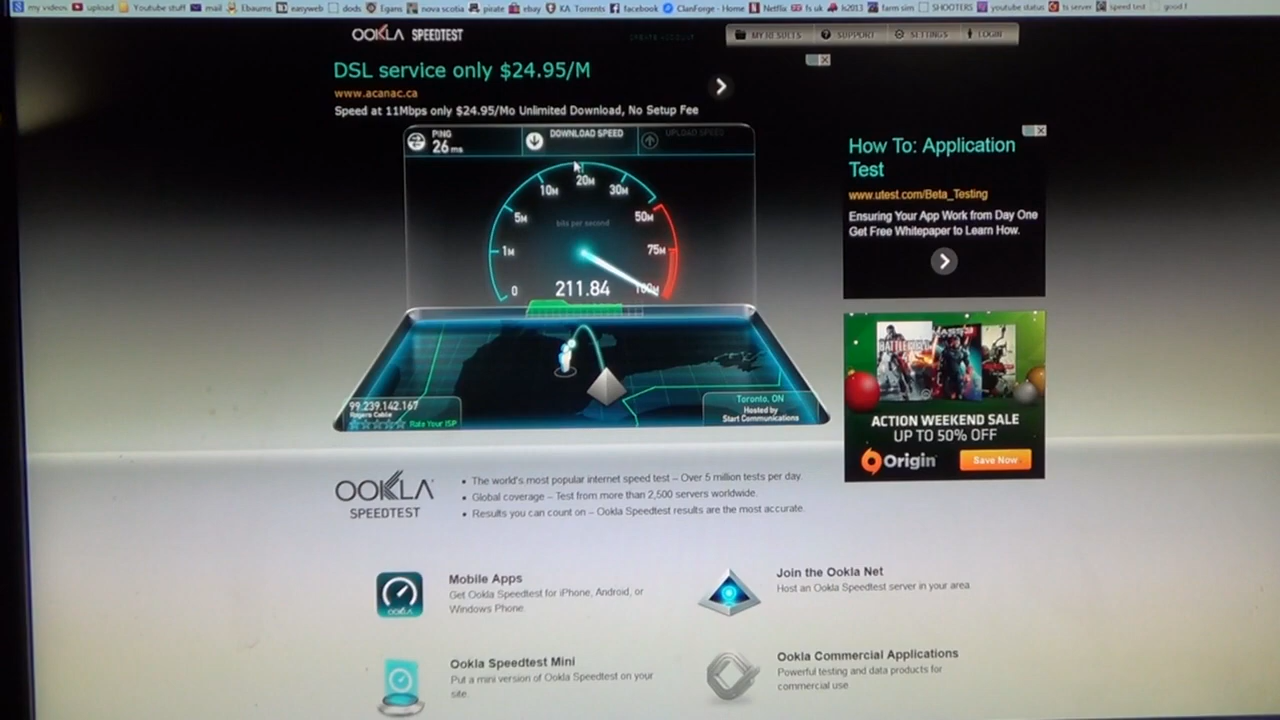 my videos upload Youtube stuff mail Ebaums easyweb dods Egans nova scotia pirate ebay KA Torrents facebook ClanForge - Home Netflix fs uk ls2013 farm sim SHOOTERS youtube status ts server speed test good f
OOKLA SPEEDTEST
CREATE ACCOUNT
MY RESULTS SUPPORT SETTINGS LOGIN
DSL service only $24.95/M
www.acanac.ca
Speed at 11Mbps only $24.95/Mo Unlimited Download, No Setup Fee
PING
26 ms
DOWNLOAD SPEED
UPLOAD SPEED
0
1M
5M
10M
20M
30M
50M
75M
100M
bits per second
211.84
99.239.142.167
Rogers Cable
Rate Your ISP
Toronto, ON
Hosted by
Start Communications
How To: Application
Test
www.utest.com/Beta_Testing
Ensuring Your App Work from Day One
Get Free Whitepaper to Learn How.
BATTLEFIELD
ACTION WEEKEND SALE
UP TO 50% OFF
Origin
Save Now
OOKLA
SPEEDTEST
• The world's most popular internet speed test – Over 5 million tests per day.
• Global coverage – Test from more than 2,500 servers worldwide.
• Results you can count on – Ookla Speedtest results are the most accurate.
OOKLA
Mobile Apps
Get Ookla Speedtest for iPhone, Android, or
Windows Phone
Join the Ookla Net
Host an Ookla Speedtest server in your area.
Ookla Speedtest Mini
Put a mini version of Ookla Speedtest on your
site.
Ookla Commercial Applications
Powerful testing and data products for
commercial use